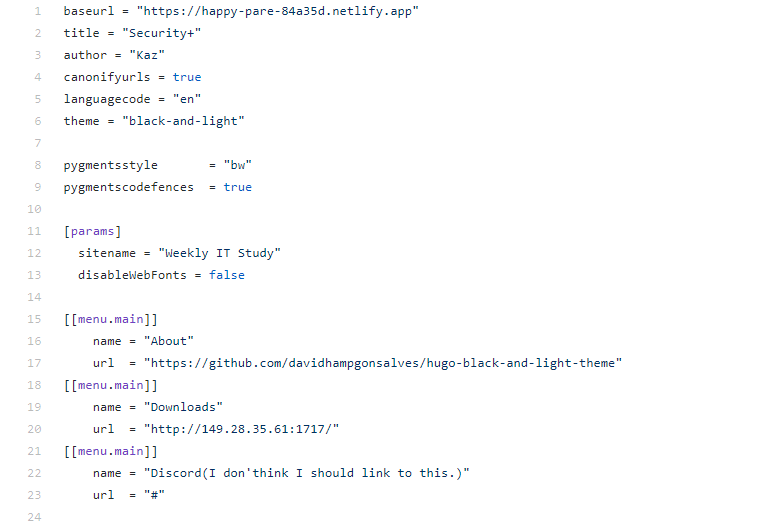 1 baseurl = "https://happy-pare-84a35d.netlify.app"
2 title = "Security+"
3 author = "Kaz"
4 canonifyurls = true
5 languagecode = "en"
6 theme = "black-and-light"
7
8 pygmentsstyle       = "bw"
9 pygmentscodefences  = true
10
11 [params]
12   sitename = "Weekly IT Study"
13   disableWebFonts = false
14
15 [[menu.main]]
16     name = "About"
17     url  = "https://github.com/davidhampgonsalves/hugo-black-and-light-theme"
18 [[menu.main]]
19     name = "Downloads"
20     url  = "http://149.28.35.61:1717/"
21 [[menu.main]]
22     name = "Discord(I don'think I should link to this.)"
23     url  = "#"
24